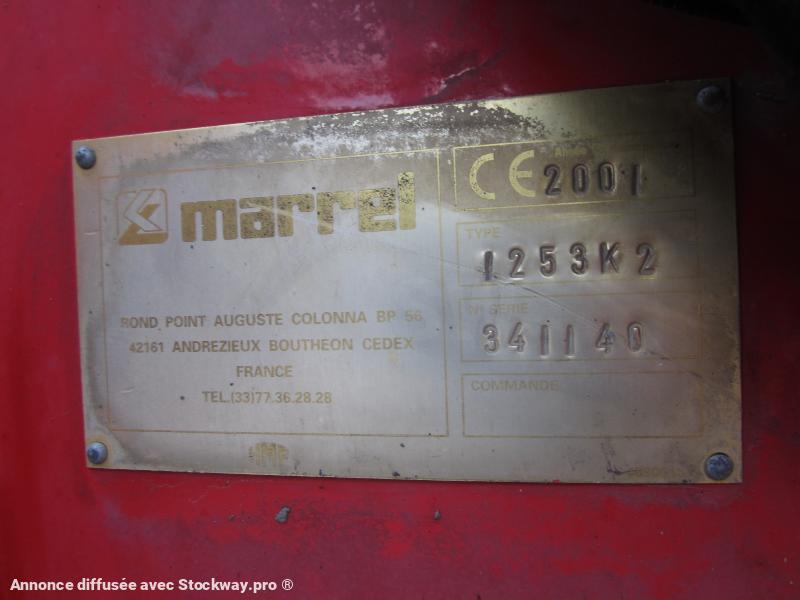 marrel
ROND POINT AUGUSTE COLONNA BP 56
42161 ANDREZIEUX BOUTHEON CEDEX
FRANCE
TEL.(33)77.36.28.28
CE 2001
TYPE
1253K2
N° SERIE
341140
COMMANDE
Annonce diffusée avec Stockway.pro ®